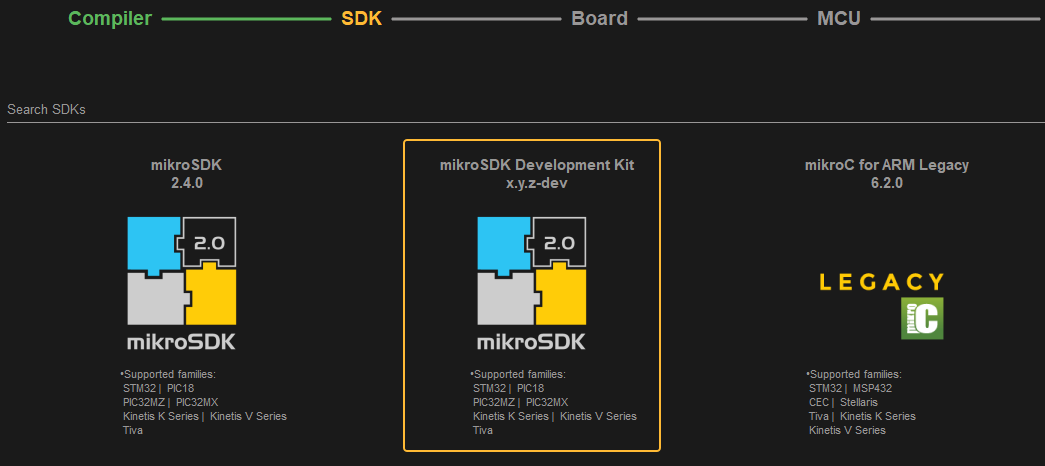 Compiler
SDK
Board
MCU
Search SDKs
mikroSDK
2.4.0
2.0
mikroSDK
•Supported families:
STM32 | PIC18
PIC32MZ | PIC32MX
Kinetis K Series | Kinetis V Series
Tiva
mikroSDK Development Kit
x.y.z-dev
2.0
mikroSDK
•Supported families:
STM32 | PIC18
PIC32MZ | PIC32MX
Kinetis K Series | Kinetis V Series
Tiva
mikroC for ARM Legacy
6.2.0
LEGACY
mikro C
•Supported families:
STM32 | MSP432
CEC | Stellaris
Tiva | Kinetis K Series
Kinetis V Series